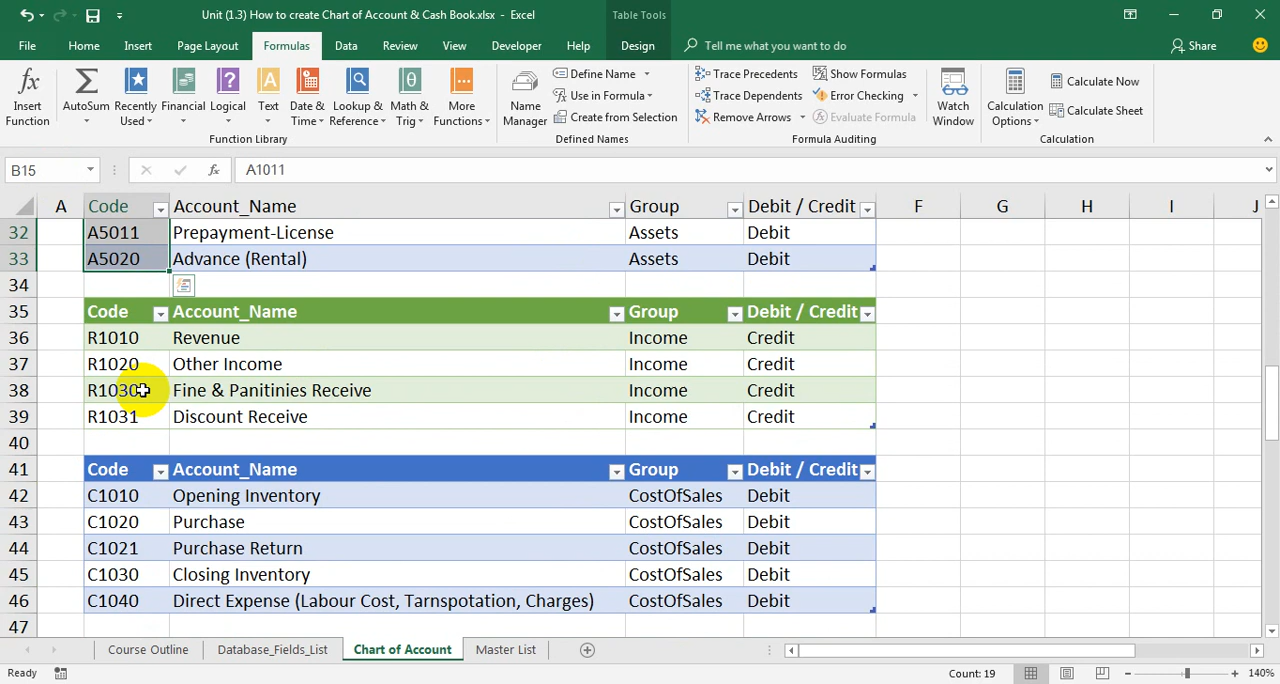 Unit (1.3) How to create Chart of Account & Cash Book.xlsx - Excel
Table Tools
File Home Insert Page Layout Formulas Data Review View Developer Help Design Tell me what you want to do Share
Insert Function
AutoSum
Recently Used
Financial
Logical
Text
Date & Time
Lookup & Reference
Math & Trig
More Functions
Function Library
Name Manager
Define Name
Use in Formula
Create from Selection
Defined Names
Trace Precedents
Trace Dependents
Remove Arrows
Show Formulas
Error Checking
Evaluate Formula
Formula Auditing
Watch Window
Calculation Options
Calculate Now
Calculate Sheet
Calculation
B15 fx A1011
A Code Account_Name Group Debit / Credit F G H I J
32 A5011 Prepayment-License Assets Debit
33 A5020 Advance (Rental) Assets Debit
34
35 Code Account_Name Group Debit / Credit
36 R1010 Revenue Income Credit
37 R1020 Other Income Income Credit
38 R1030 Fine & Panitinies Receive Income Credit
39 R1031 Discount Receive Income Credit
40
41 Code Account_Name Group Debit / Credit
42 C1010 Opening Inventory CostOfSales Debit
43 C1020 Purchase CostOfSales Debit
44 C1021 Purchase Return CostOfSales Debit
45 C1030 Closing Inventory CostOfSales Debit
46 C1040 Direct Expense (Labour Cost, Tarnspotation, Charges) CostOfSales Debit
47
Course Outline Database_Fields_List Chart of Account Master List
Ready Count: 19 140%